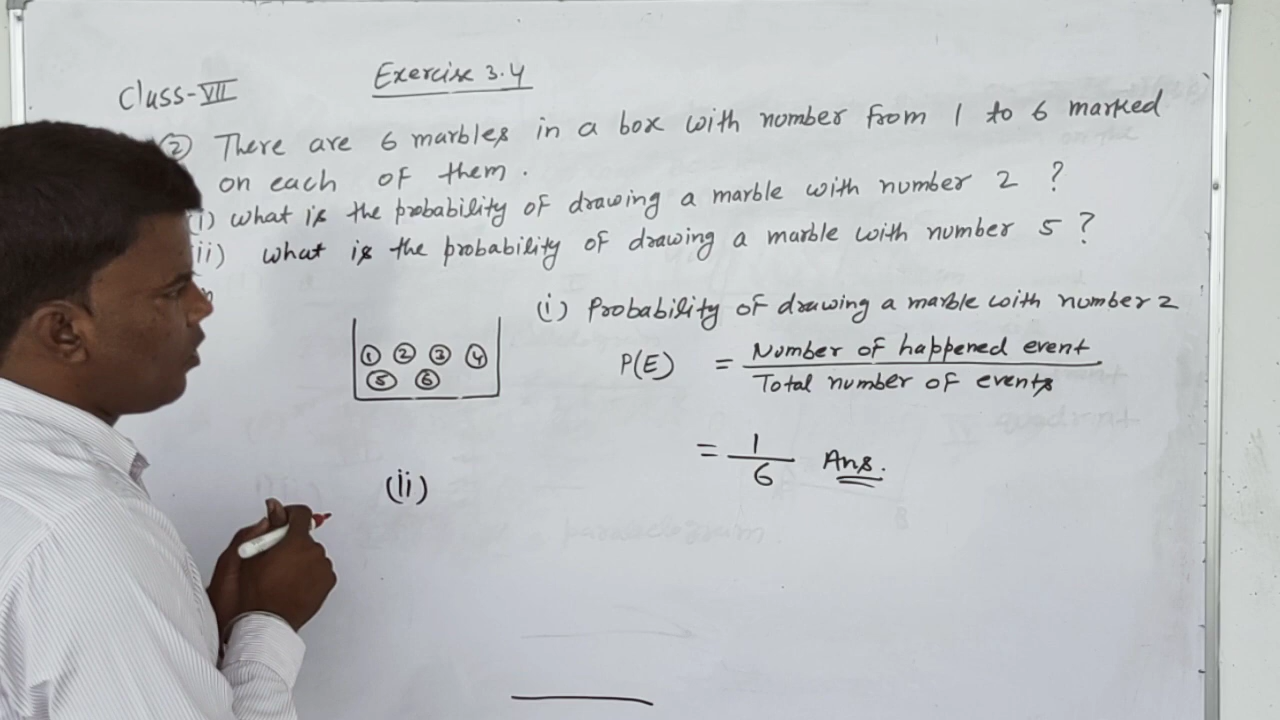 Class-VII
Exercise 3.4
② There are 6 marbles in a box with number from 1 to 6 marked
on each of them.
(i) what is the probability of drawing a marble with number 2 ?
(ii) what is the probability of drawing a marble with number 5 ?
(i) Probability of drawing a marble with number 2
① ② ③ ④
⑤ ⑥
P(E) = Number of happened event
Total number of events
= 1
6 Ans.
(ii)